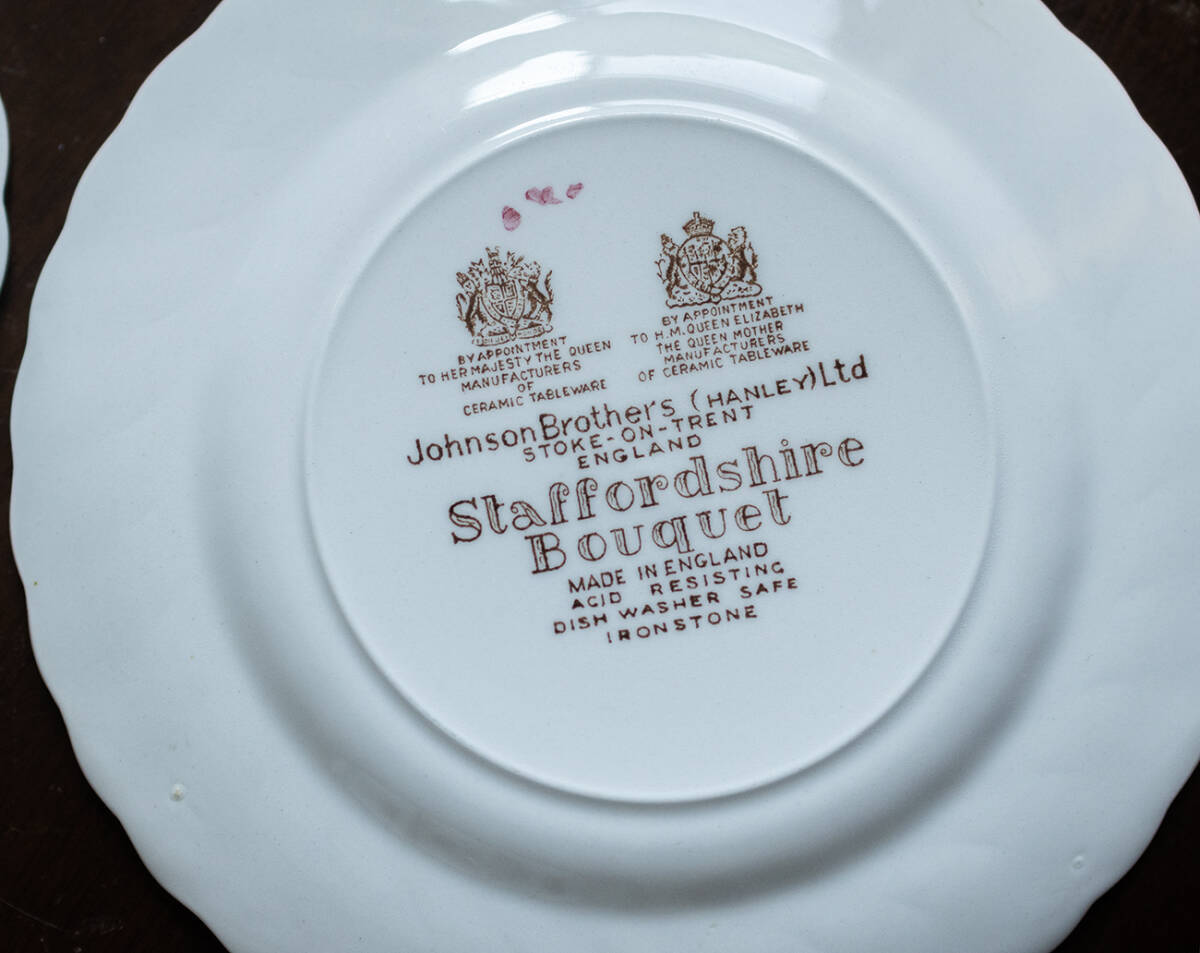 BY APPOINTMENT
TO HER MAJESTY THE QUEEN
MANUFACTURERS
OF
CERAMIC TABLEWARE
BY APPOINTMENT
TO H.M. QUEEN ELIZABETH
THE QUEEN MOTHER
MANUFACTURERS
OF CERAMIC TABLEWARE
Johnson Brothers (HANLEY) Ltd
STOKE-ON-TRENT
ENGLAND
Staffordshire
Bouquet
MADE IN ENGLAND
ACID RESISTING
DISH WASHER SAFE
IRONSTONE